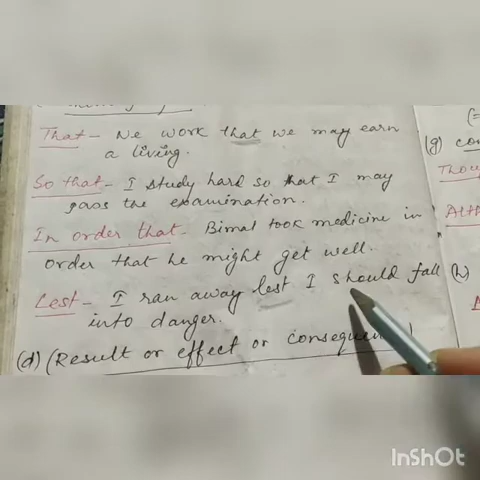 That - We work that we may earn
a living.
So that - I study hard so that I may
pass the examination.
In order that - Bimal took medicine in
order that he might get well.
Lest - I ran away lest I should fall
into danger.
(d) (Result or effect or
(g)
(h)
InShOt